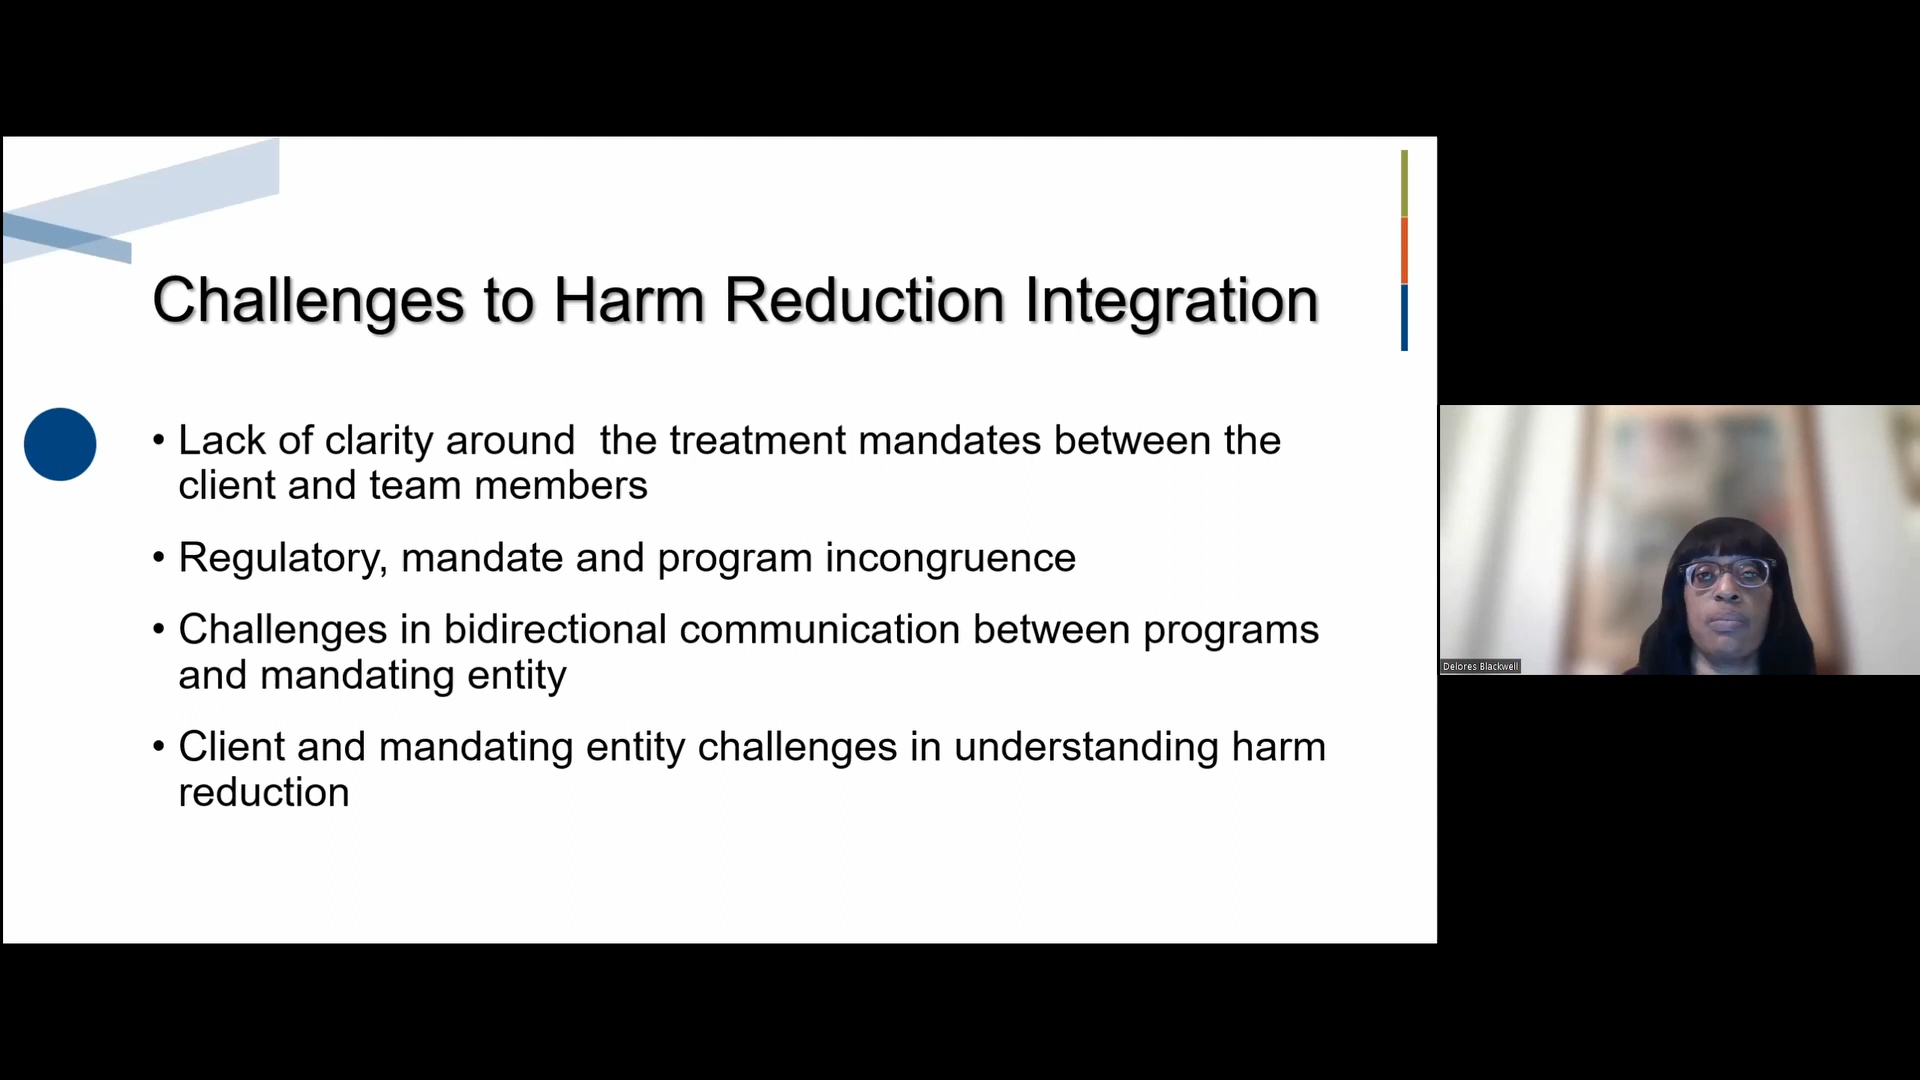 Challenges to Harm Reduction Integration
• Lack of clarity around  the treatment mandates between the
client and team members
• Regulatory, mandate and program incongruence
• Challenges in bidirectional communication between programs
and mandating entity
• Client and mandating entity challenges in understanding harm
reduction
Delores Blackwell